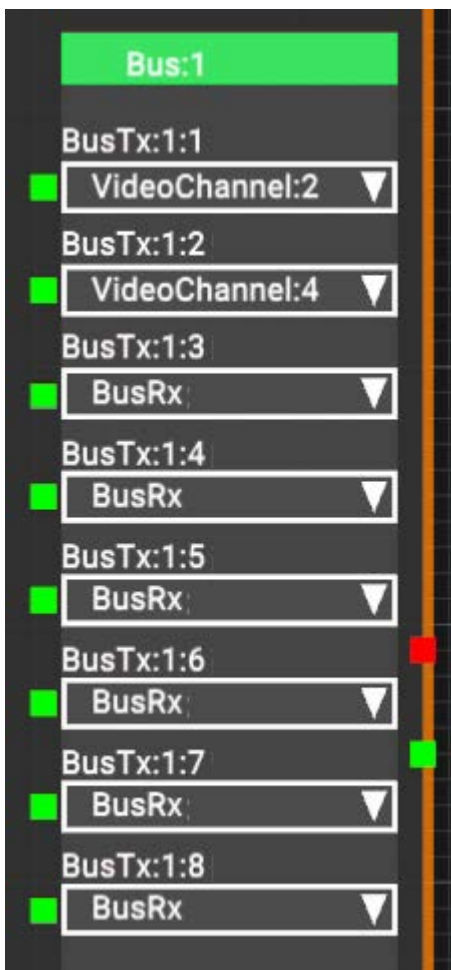 Bus:1
BusTx:1:1
VideoChannel:2
BusTx:1:2
VideoChannel:4
BusTx:1:3
BusRx
BusTx:1:4
BusRx
BusTx:1:5
BusRx
BusTx:1:6
BusRx
BusTx:1:7
BusRx
BusTx:1:8
BusRx